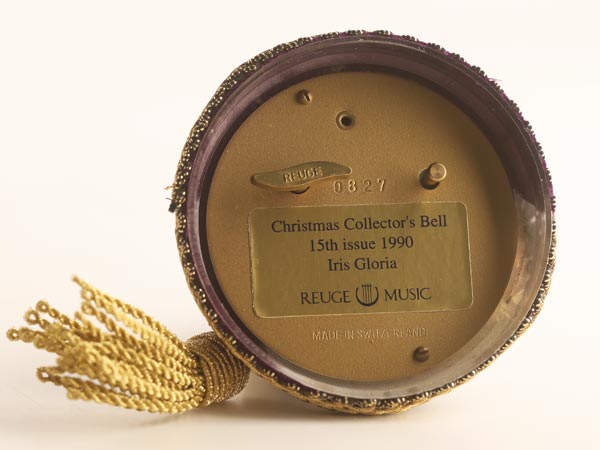 REUGE
0827
Christmas Collector's Bell
15th issue 1990
Iris Gloria
REUGE MUSIC
MADE IN SWITZERLAND